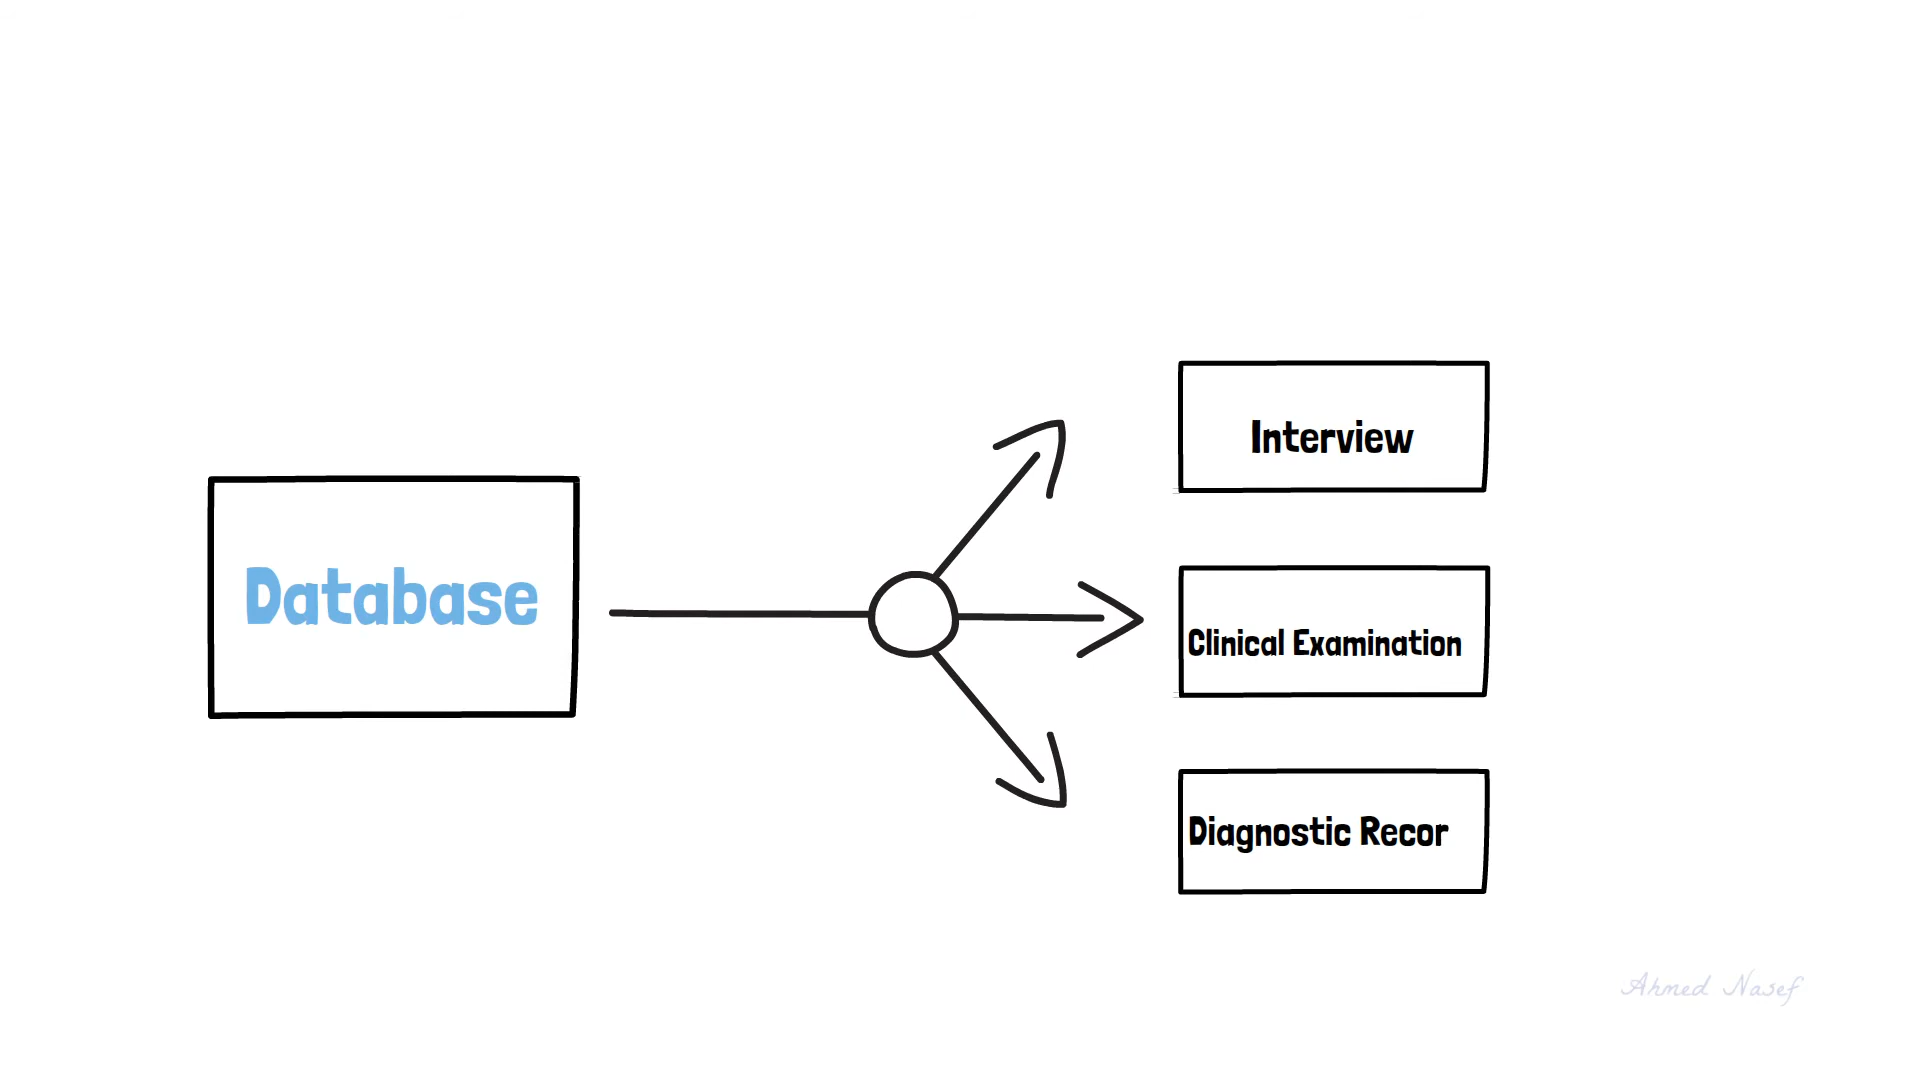 Database
Interview
Clinical Examination
Diagnostic Recor
Ahmed Nasef